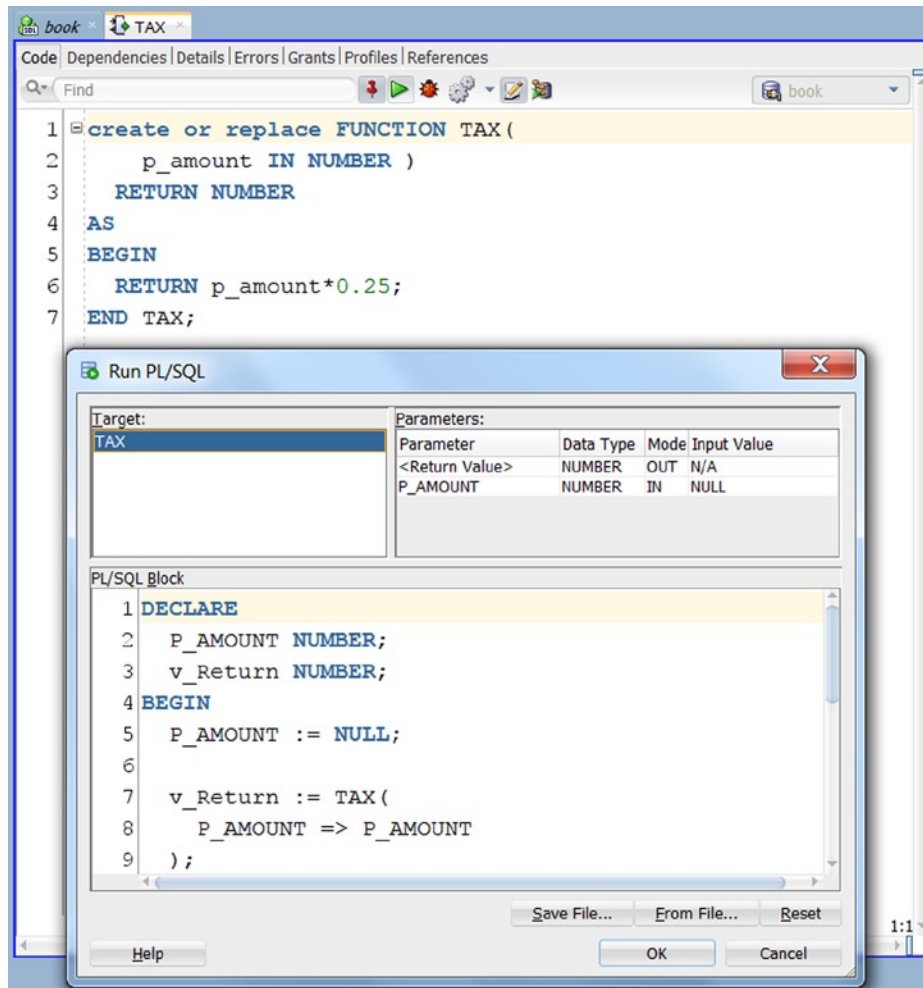 book TAX
Code Dependencies Details Errors Grants Profiles References
Find book
1 create or replace FUNCTION TAX(
2 p_amount IN NUMBER )
3 RETURN NUMBER
4 AS
5 BEGIN
6 RETURN p_amount*0.25;
7 END TAX;
Run PL/SQL
Target: Parameters:
TAX Parameter Data Type Mode Input Value
<Return Value> NUMBER OUT N/A
P_AMOUNT NUMBER IN NULL
PL/SQL Block
1 DECLARE
2 P_AMOUNT NUMBER;
3 v_Return NUMBER;
4 BEGIN
5 P_AMOUNT := NULL;
6
7 v_Return := TAX(
8 P_AMOUNT => P_AMOUNT
9 );
Save File... From File... Reset
1:1
Help OK Cancel